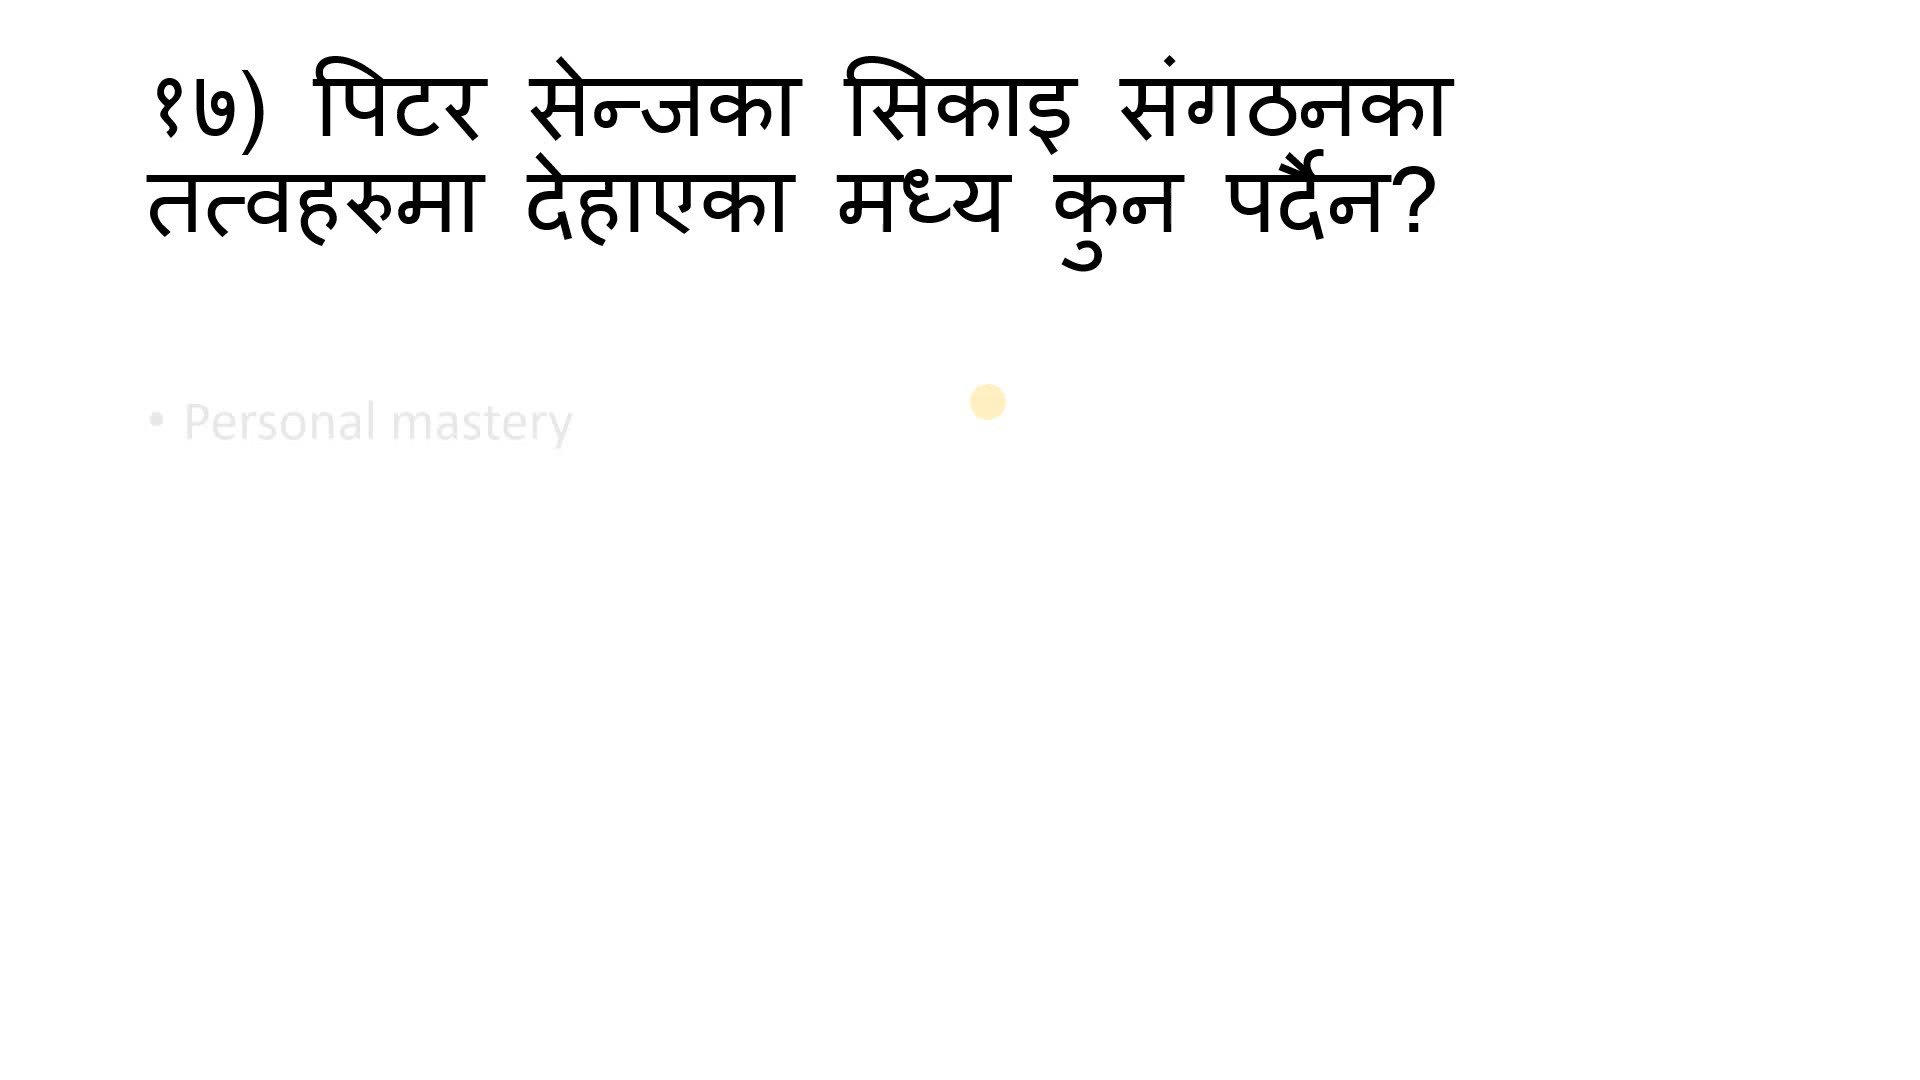 १७) पिटर सेन्जका सिकाइ संगठनका
तत्वहरुमा देहाएका मध्य कुन पर्दैन?
• Personal mastery